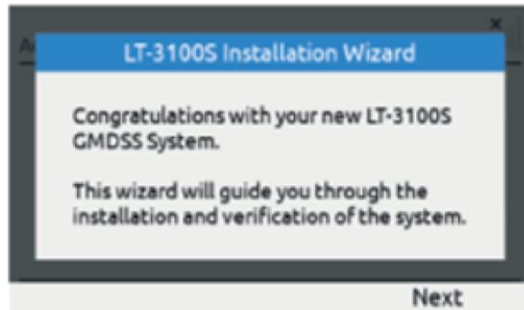 LT-3100S Installation Wizard
Congratulations with your new LT-3100S
GMDSS System.
This wizard will guide you through the
installation and verification of the system.
Next